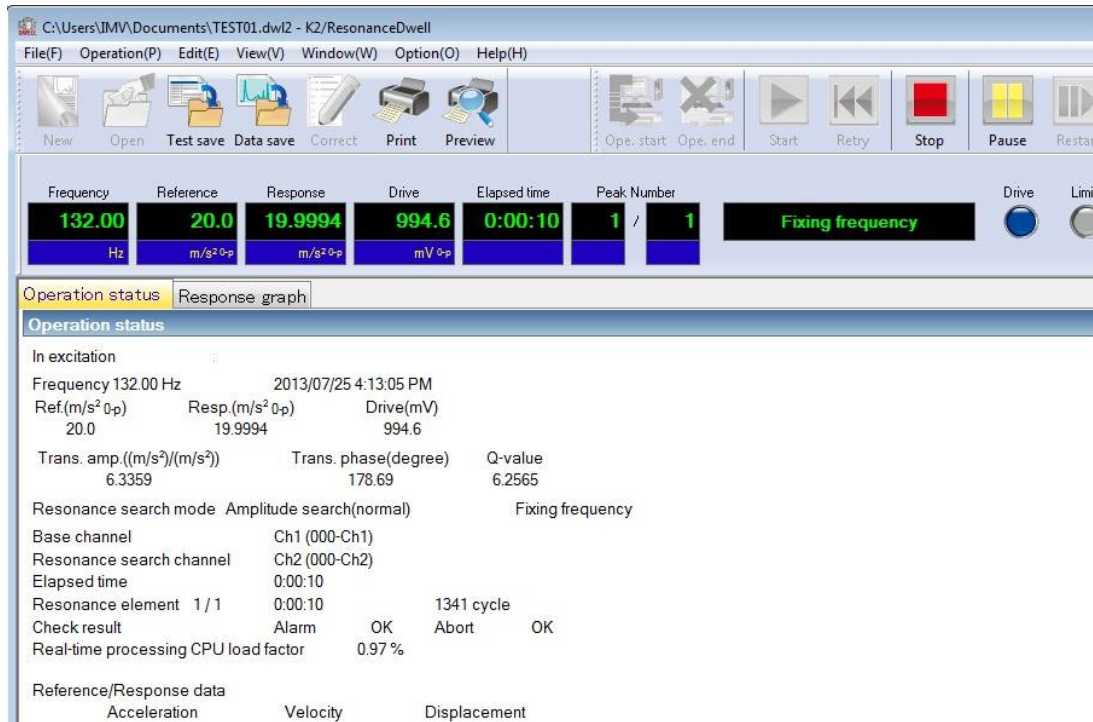 C:\Users\IMV\Documents\TEST01.dwl2 - K2/ResonanceDwell
File(F) Operation(P) Edit(E) View(V) Window(W) Option(O) Help(H)
New Open Test save Data save Correct Print Preview Ope. start Ope. end Start Retry Stop Pause Restar
Frequency Reference Response Drive Elapsed time Peak Number Drive Limi
132.00 20.0 19.9994 994.6 0:00:10 1 / 1 Fixing frequency
Hz m/s² 0-p m/s² 0-p mV 0-p
Operation status Response graph
Operation status
In excitation
Frequency 132.00 Hz 2013/07/25 4:13:05 PM
Ref.(m/s² 0-p) Resp.(m/s² 0-p) Drive(mV)
20.0 19.9994 994.6
Trans. amp.((m/s²)/(m/s²)) Trans. phase(degree) Q-value
6.3359 178.69 6.2565
Resonance search mode Amplitude search(normal) Fixing frequency
Base channel Ch1 (000-Ch1)
Resonance search channel Ch2 (000-Ch2)
Elapsed time 0:00:10
Resonance element 1 / 1 0:00:10 1341 cycle
Check result Alarm OK Abort OK
Real-time processing CPU load factor 0.97 %
Reference/Response data
Acceleration Velocity Displacement